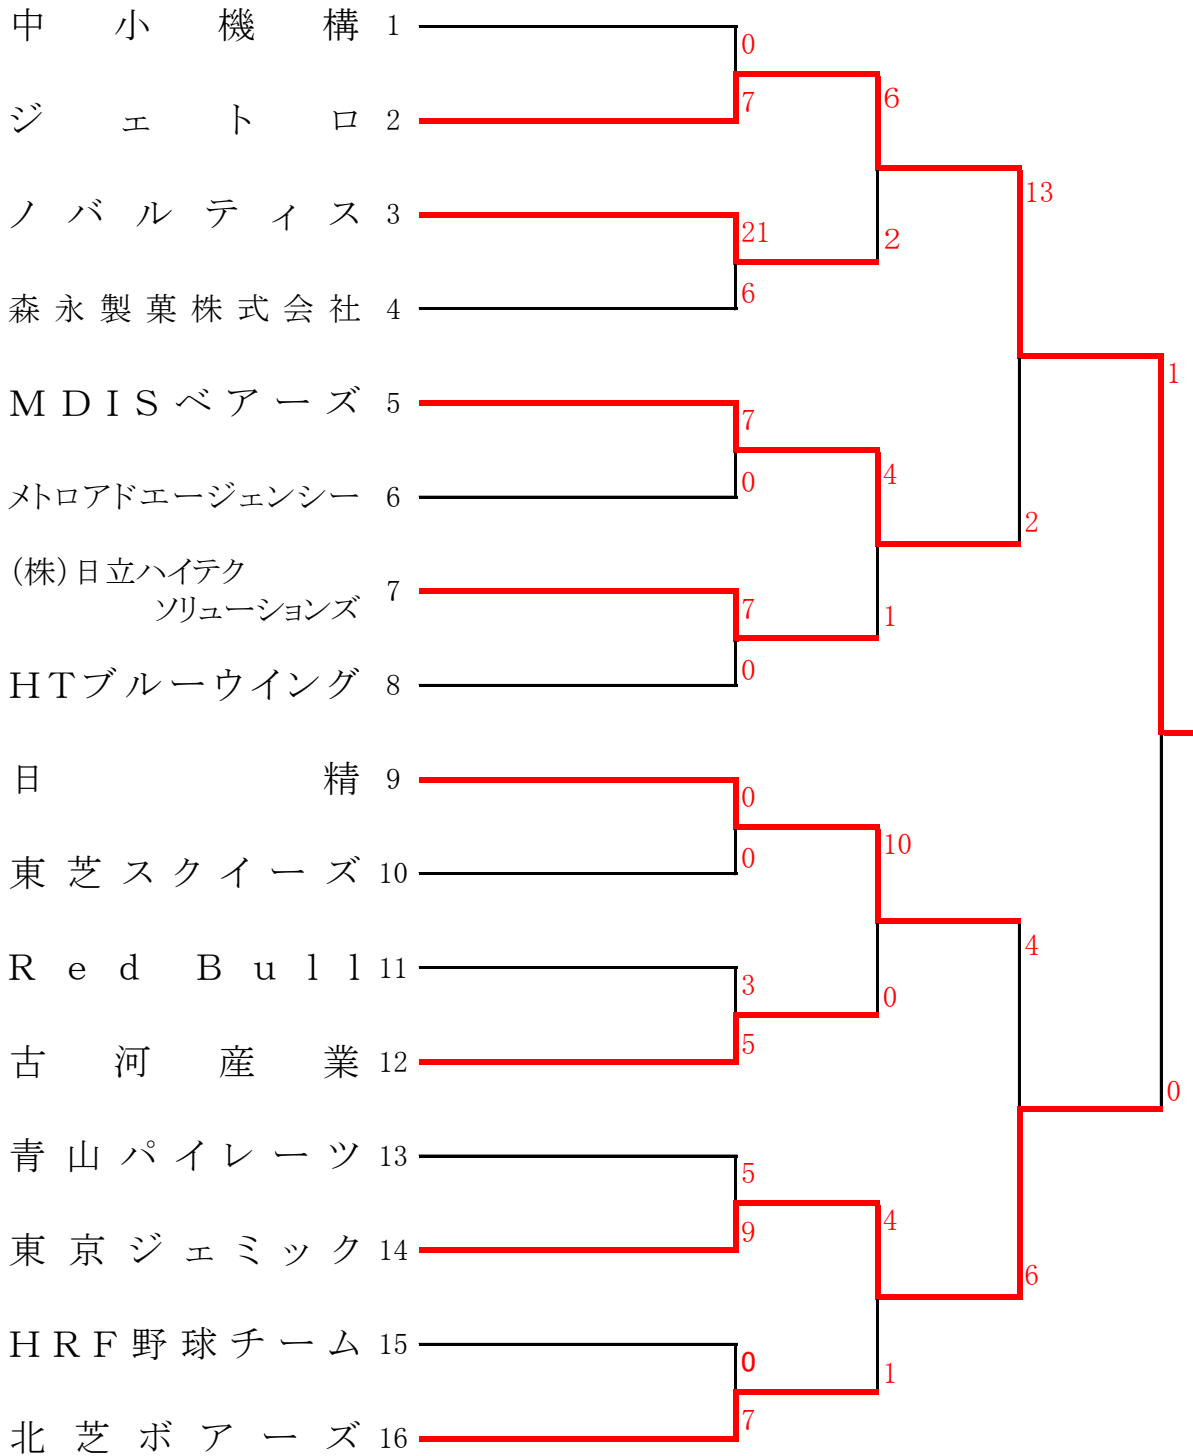 中小機構 1
0
7
6
ジェトロ 2
13
ノバルティス 3
21
2
6
森永製菓株式会社 4
1
MDISベアーズ 5
7
4
0
メトロアドエージェンシー 6
2
(株)日立ハイテク
ソリューションズ 7
7
1
0
HTブルーウイング 8
日精 9
0
10
0
東芝スクイーズ 10
4
Red Bull 11
3
0
5
古河産業 12
0
青山パイレーツ 13
5
4
9
東京ジェミック 14
6
HRF野球チーム 15
0
1
7
北芝ボアーズ 16